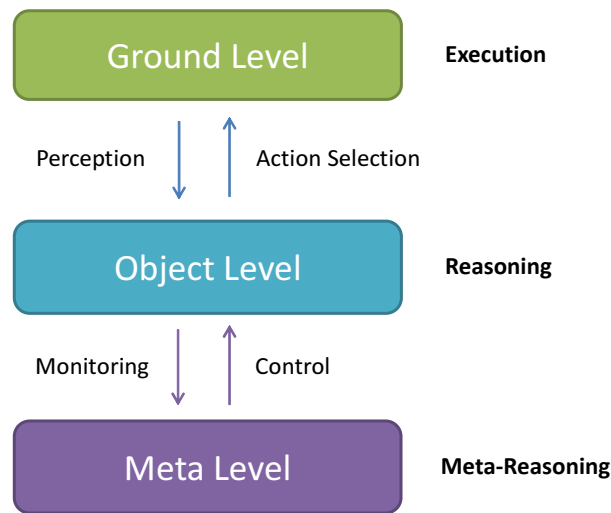 Ground Level
Execution
Perception
Action Selection
Object Level
Reasoning
Monitoring
Control
Meta Level
Meta-Reasoning